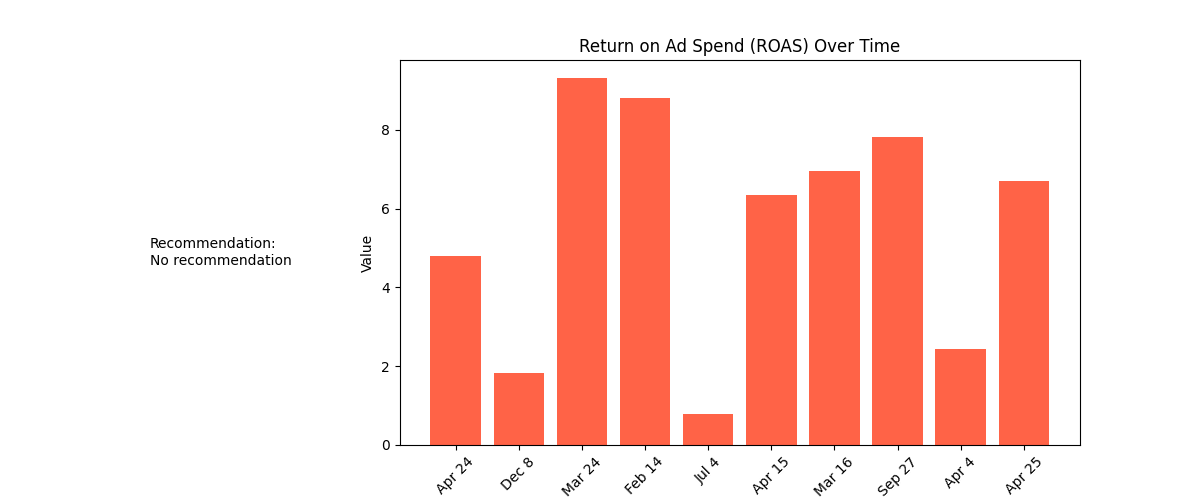 Return on Ad Spend (ROAS) Over Time
Recommendation:
No recommendation
Value
8
6
4
2
0
Apr 24
Dec 8
Mar 24
Feb 14
Jul 4
Apr 15
Mar 16
Sep 27
Apr 4
Apr 25